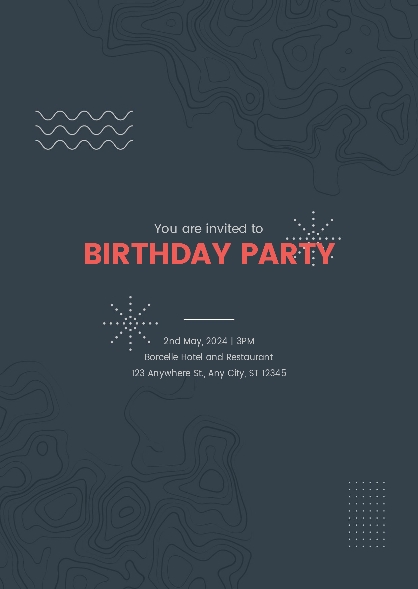 You are invited to
BIRTHDAY PARTY
2nd May, 2024 | 3PM
Borcelle Hotel and Restaurant
123 Anywhere St., Any City, ST 12345